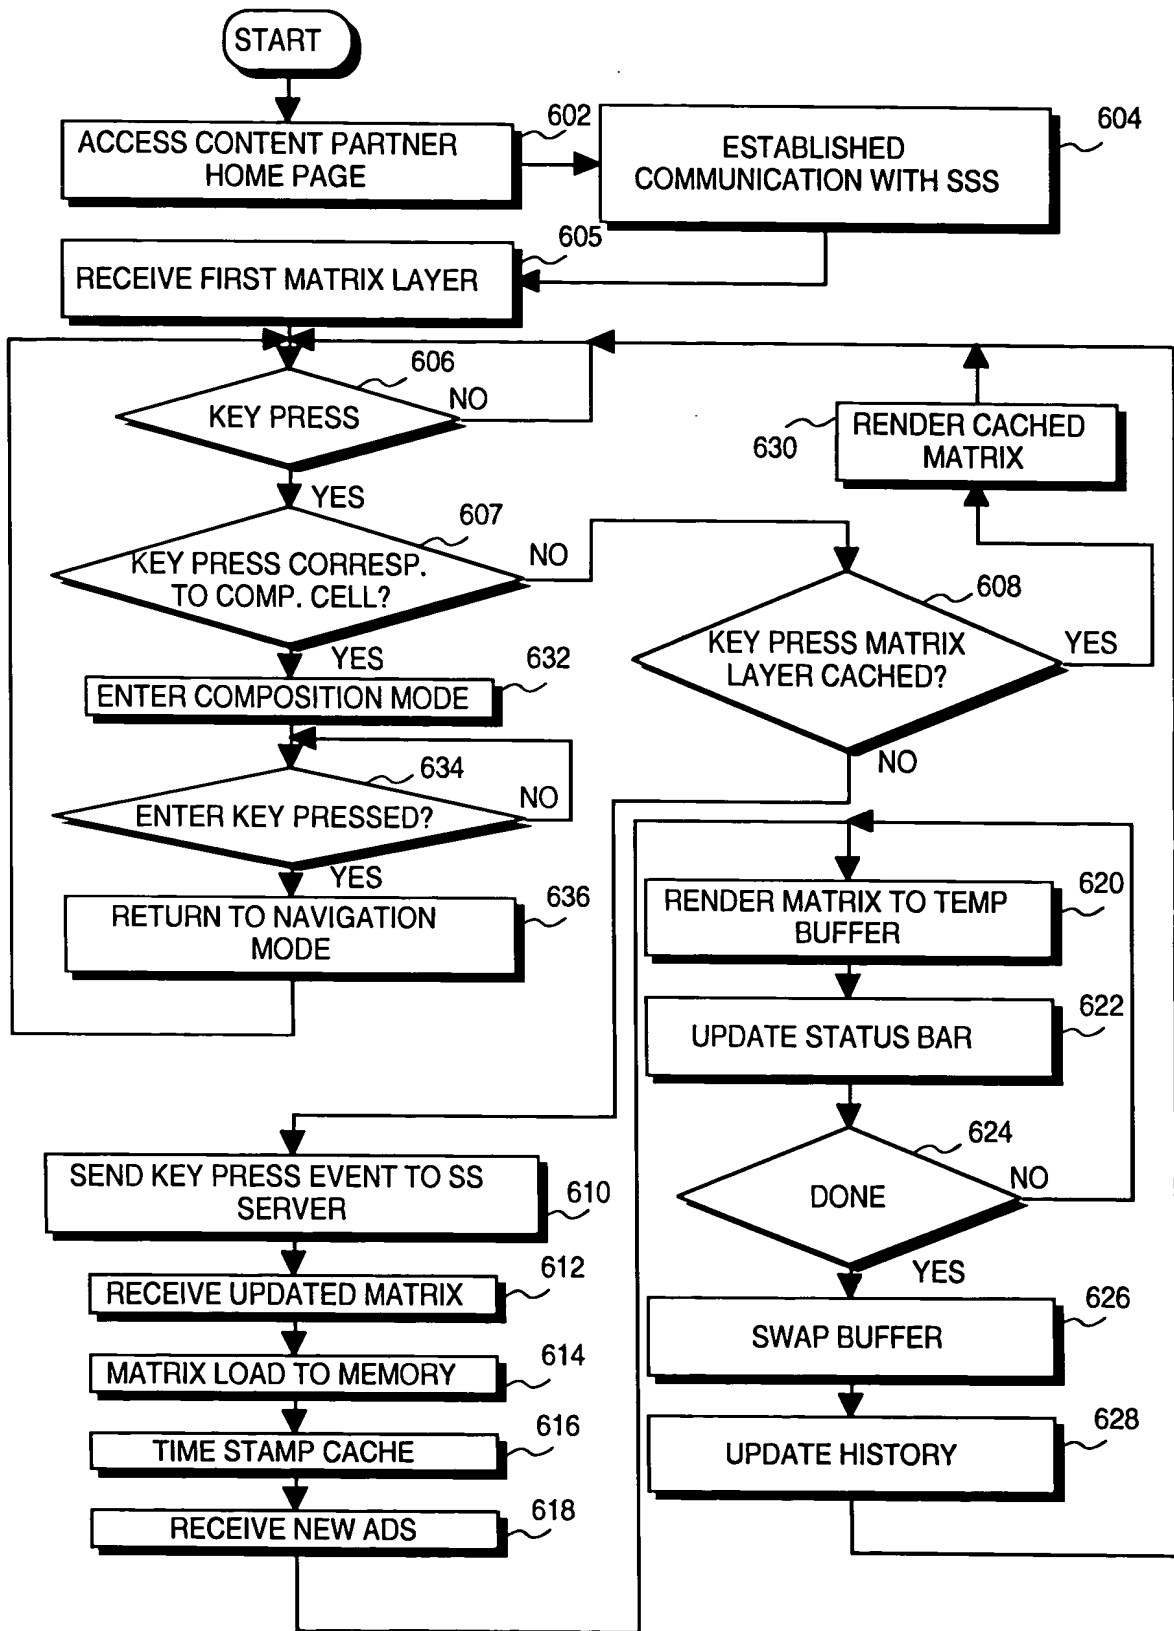 START
ACCESS CONTENT PARTNER
HOME PAGE
602
ESTABLISHED
COMMUNICATION WITH SSS
604
RECEIVE FIRST MATRIX LAYER
605
KEY PRESS
606
NO
YES
KEY PRESS CORRESP.
TO COMP. CELL?
607
NO
YES
ENTER COMPOSITION MODE
632
ENTER KEY PRESSED?
634
NO
YES
RETURN TO NAVIGATION
MODE
636
RENDER CACHED
MATRIX
630
KEY PRESS MATRIX
LAYER CACHED?
608
YES
NO
SEND KEY PRESS EVENT TO SS
SERVER
610
RECEIVE UPDATED MATRIX
612
MATRIX LOAD TO MEMORY
614
TIME STAMP CACHE
616
RECEIVE NEW ADS
618
RENDER MATRIX TO TEMP
BUFFER
620
UPDATE STATUS BAR
622
DONE
624
NO
YES
SWAP BUFFER
626
UPDATE HISTORY
628